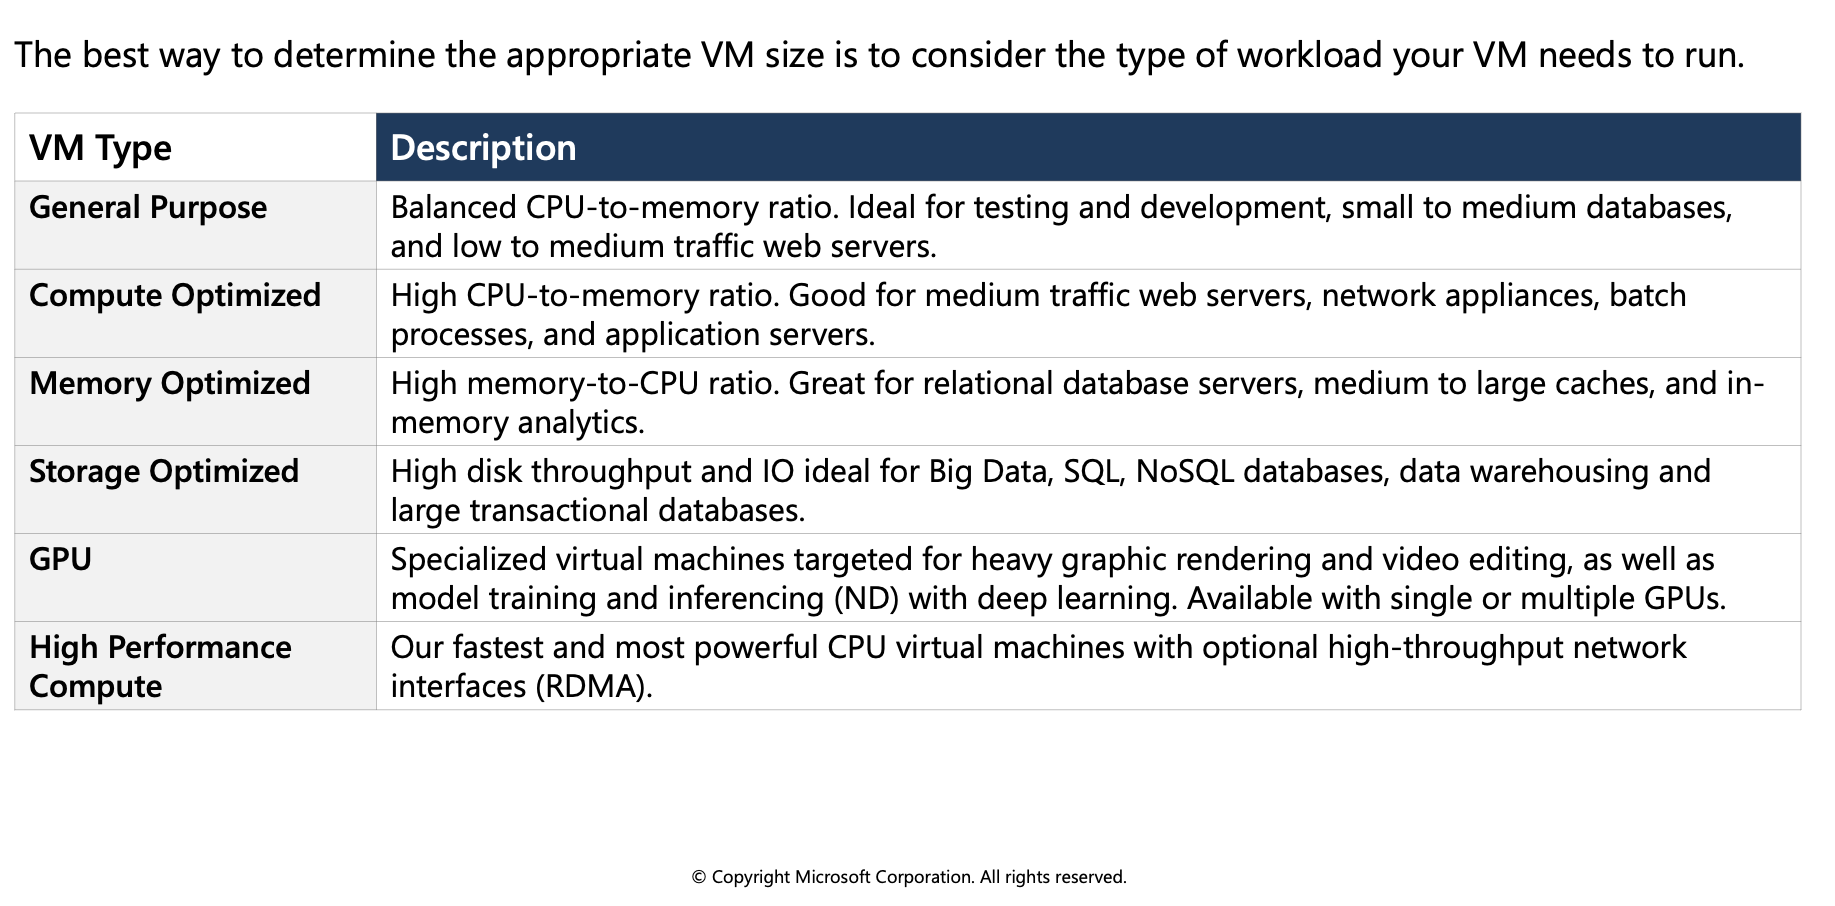 The best way to determine the appropriate VM size is to consider the type of workload your VM needs to run.
VM Type
Description
General Purpose
Balanced CPU-to-memory ratio. Ideal for testing and development, small to medium databases,
and low to medium traffic web servers.
Compute Optimized
High CPU-to-memory ratio. Good for medium traffic web servers, network appliances, batch
processes, and application servers.
Memory Optimized
High memory-to-CPU ratio. Great for relational database servers, medium to large caches, and in-
memory analytics.
Storage Optimized
High disk throughput and IO ideal for Big Data, SQL, NoSQL databases, data warehousing and
large transactional databases.
GPU
Specialized virtual machines targeted for heavy graphic rendering and video editing, as well as
model training and inferencing (ND) with deep learning. Available with single or multiple GPUs.
High Performance
Compute
Our fastest and most powerful CPU virtual machines with optional high-throughput network
interfaces (RDMA).
© Copyright Microsoft Corporation. All rights reserved.